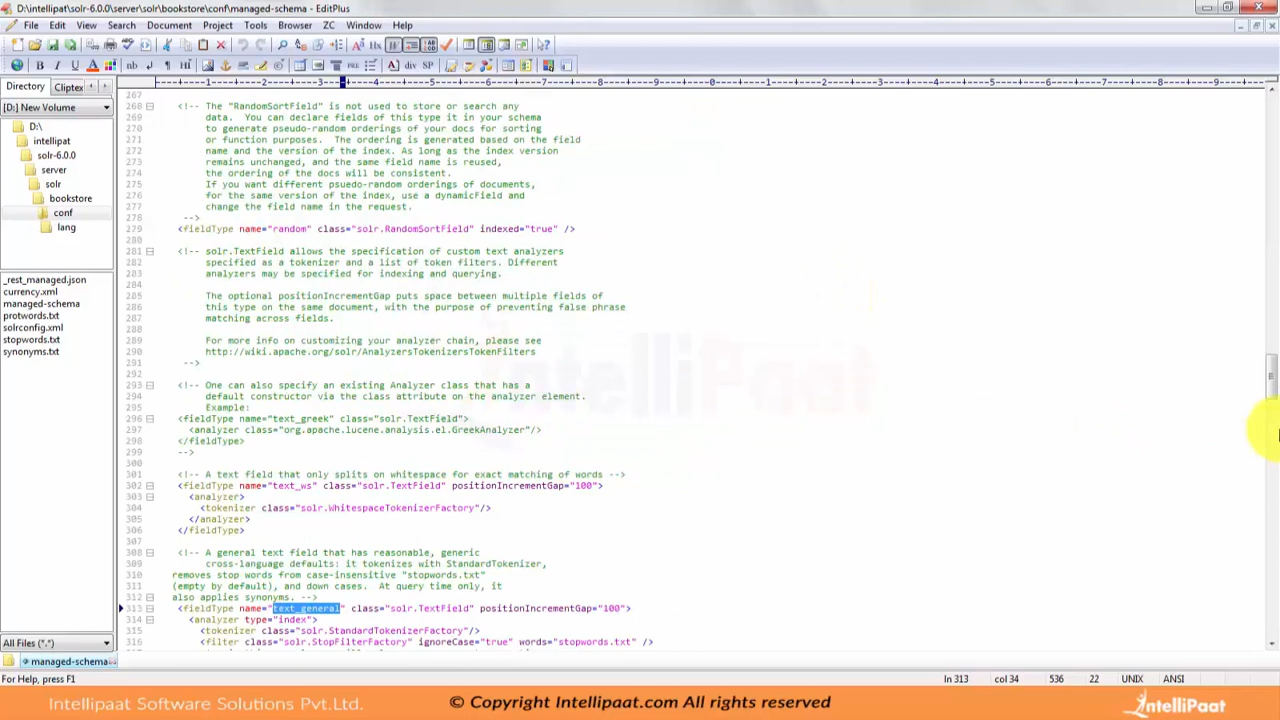 D:\intellipat\solr-6.0.0\server\solr\bookstore\conf\managed-schema - EditPlus
File Edit View Search Document Project Tools Browser ZC Window Help
Directory Cliptex
[D:] New Volume
D:\
intellipat
solr-6.0.0
server
solr
bookstore
conf
lang
_rest_managed.json
currency.xml
managed-schema
protwords.txt
solrconfig.xml
stopwords.txt
synonyms.txt
All Files (*.*)
managed-schema
----+----1----+----2----+----3----+----4----+----5----+----6----+----7----+----8----+----9----+----0----+----1----+----2----+----3----+----4----+----5----+----6----+----7----+----8----+----9----+-
267
268 <!-- The "RandomSortField" is not used to store or search any
269 data. You can declare fields of this type it in your schema
270 to generate pseudo-random orderings of your docs for sorting
271 or function purposes. The ordering is generated based on the field
272 name and the version of the index. As long as the index version
273 remains unchanged, and the same field name is reused,
274 the ordering of the docs will be consistent.
275 If you want different psuedo-random orderings of documents,
276 for the same version of the index, use a dynamicField and
277 change the field name in the request.
278 -->
279 <fieldType name="random" class="solr.RandomSortField" indexed="true" />
280
281 <!-- solr.TextField allows the specification of custom text analyzers
282 specified as a tokenizer and a list of token filters. Different
283 analyzers may be specified for indexing and querying.
284
285 The optional positionIncrementGap puts space between multiple fields of
286 this type on the same document, with the purpose of preventing false phrase
287 matching across fields.
288
289 For more info on customizing your analyzer chain, please see
290 http://wiki.apache.org/solr/AnalyzersTokenizersTokenFilters
291 -->
292
293 <!-- One can also specify an existing Analyzer class that has a
294 default constructor via the class attribute on the analyzer element.
295 Example:
296 <fieldType name="text_greek" class="solr.TextField">
297 <analyzer class="org.apache.lucene.analysis.el.GreekAnalyzer"/>
298 </fieldType>
299 -->
300
301 <!-- A text field that only splits on whitespace for exact matching of words -->
302 <fieldType name="text_ws" class="solr.TextField" positionIncrementGap="100">
303 <analyzer>
304 <tokenizer class="solr.WhitespaceTokenizerFactory"/>
305 </analyzer>
306 </fieldType>
307
308 <!-- A general text field that has reasonable, generic
309 cross-language defaults: it tokenizes with StandardTokenizer,
310 removes stop words from case-insensitive "stopwords.txt"
311 (empty by default), and down cases. At query time only, it
312 also applies synonyms. -->
313 <fieldType name="text_general" class="solr.TextField" positionIncrementGap="100">
314 <analyzer type="index">
315 <tokenizer class="solr.StandardTokenizerFactory"/>
316 <filter class="solr.StopFilterFactory" ignoreCase="true" words="stopwords.txt" />
IntelliPaat
For Help, press F1 ln 313 col 34 536 22 UNIX ANSI
Intellipaat Software Solutions Pvt.Ltd. © Copyright Intellipaat.com All rights reserved IntelliPaat